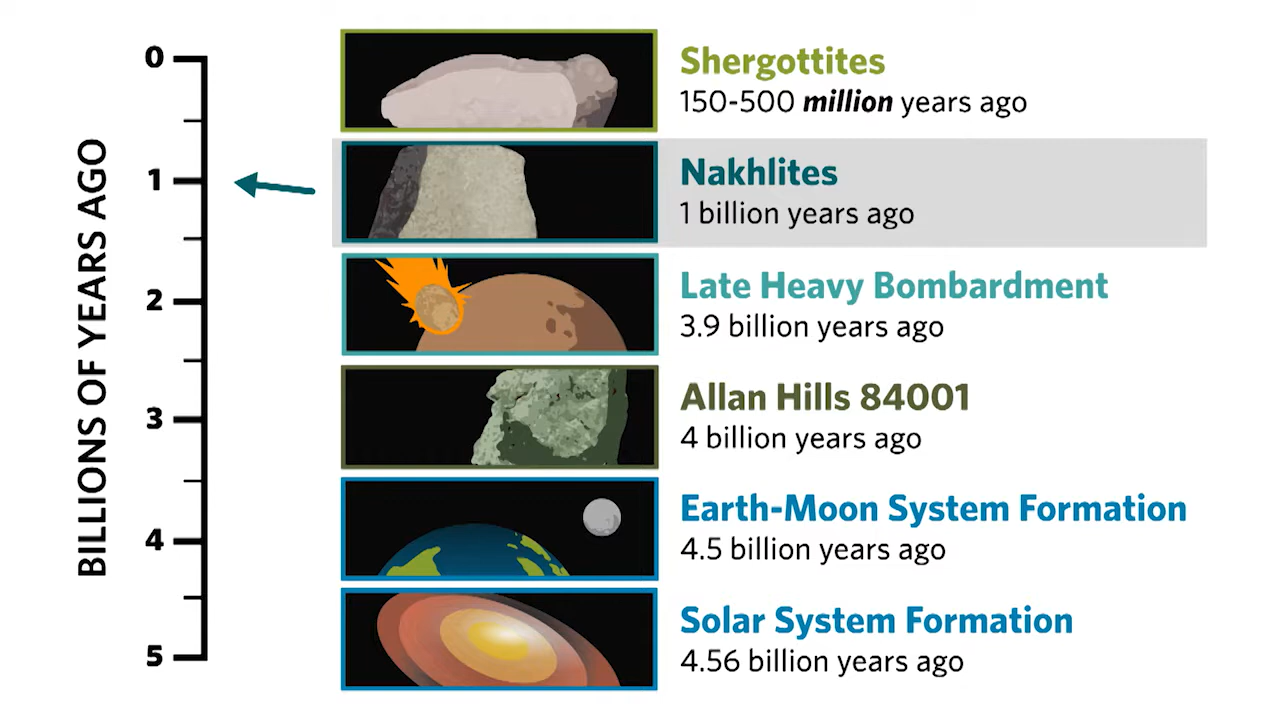 BILLIONS OF YEARS AGO
0
1
2
3
4
5
Shergottites
150-500 million years ago
Nakhlites
1 billion years ago
Late Heavy Bombardment
3.9 billion years ago
Allan Hills 84001
4 billion years ago
Earth-Moon System Formation
4.5 billion years ago
Solar System Formation
4.56 billion years ago